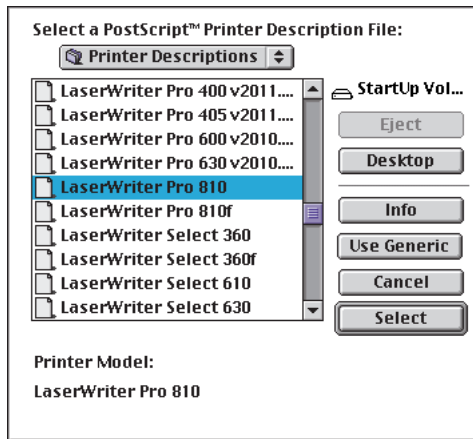 Select a PostScript™ Printer Description File:
Printer Descriptions
LaserWriter Pro 400 v2011....
LaserWriter Pro 405 v2011....
LaserWriter Pro 600 v2010....
LaserWriter Pro 630 v2010....
LaserWriter Pro 810
LaserWriter Pro 810f
LaserWriter Select 360
LaserWriter Select 360f
LaserWriter Select 610
LaserWriter Select 630
StartUp Vol...
Eject
Desktop
Info
Use Generic
Cancel
Select
Printer Model:
LaserWriter Pro 810